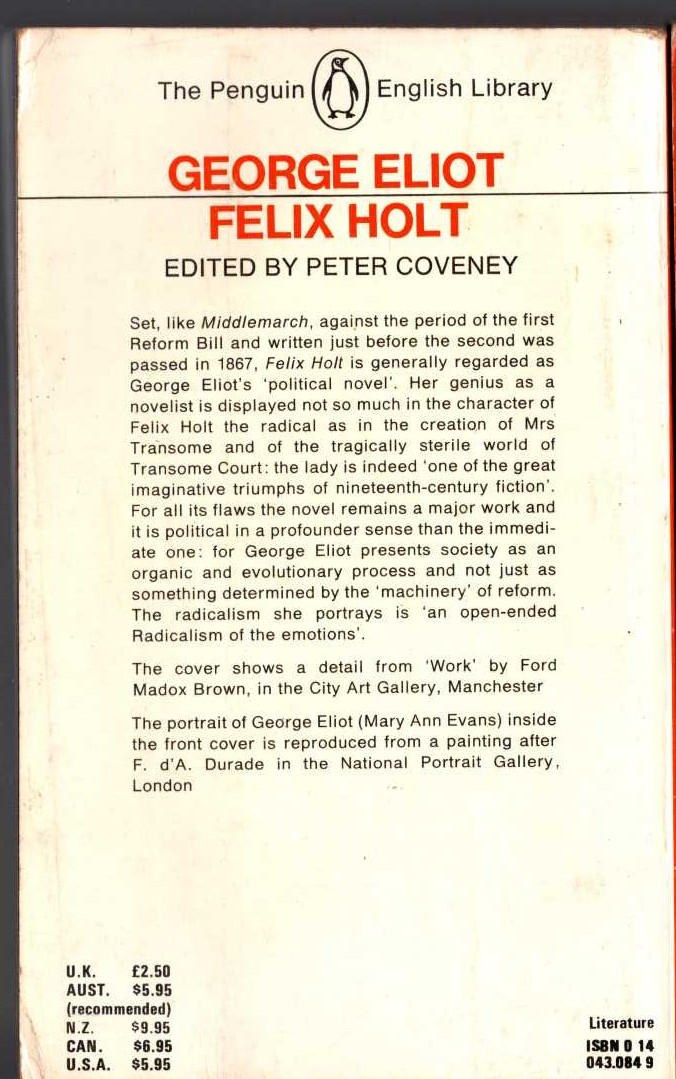 The Penguin English Library
GEORGE ELIOT
FELIX HOLT
EDITED BY PETER COVENEY
Set, like Middlemarch, against the period of the first
Reform Bill and written just before the second was
passed in 1867, Felix Holt is generally regarded as
George Eliot's 'political novel'. Her genius as a
novelist is displayed not so much in the character of
Felix Holt the radical as in the creation of Mrs
Transome and of the tragically sterile world of
Transome Court: the lady is indeed 'one of the great
imaginative triumphs of nineteenth-century fiction'.
For all its flaws the novel remains a major work and
it is political in a profounder sense than the immedi-
ate one: for George Eliot presents society as an
organic and evolutionary process and not just as
something determined by the 'machinery' of reform.
The radicalism she portrays is 'an open-ended
Radicalism of the emotions'.
The cover shows a detail from 'Work' by Ford
Madox Brown, in the City Art Gallery, Manchester
The portrait of George Eliot (Mary Ann Evans) inside
the front cover is reproduced from a painting after
F. d'A. Durade in the National Portrait Gallery,
London
U.K. £2.50
AUST. $5.95
(recommended)
N.Z. $9.95
CAN. $6.95
U.S.A. $5.95
Literature
ISBN 0 14
043.084 9